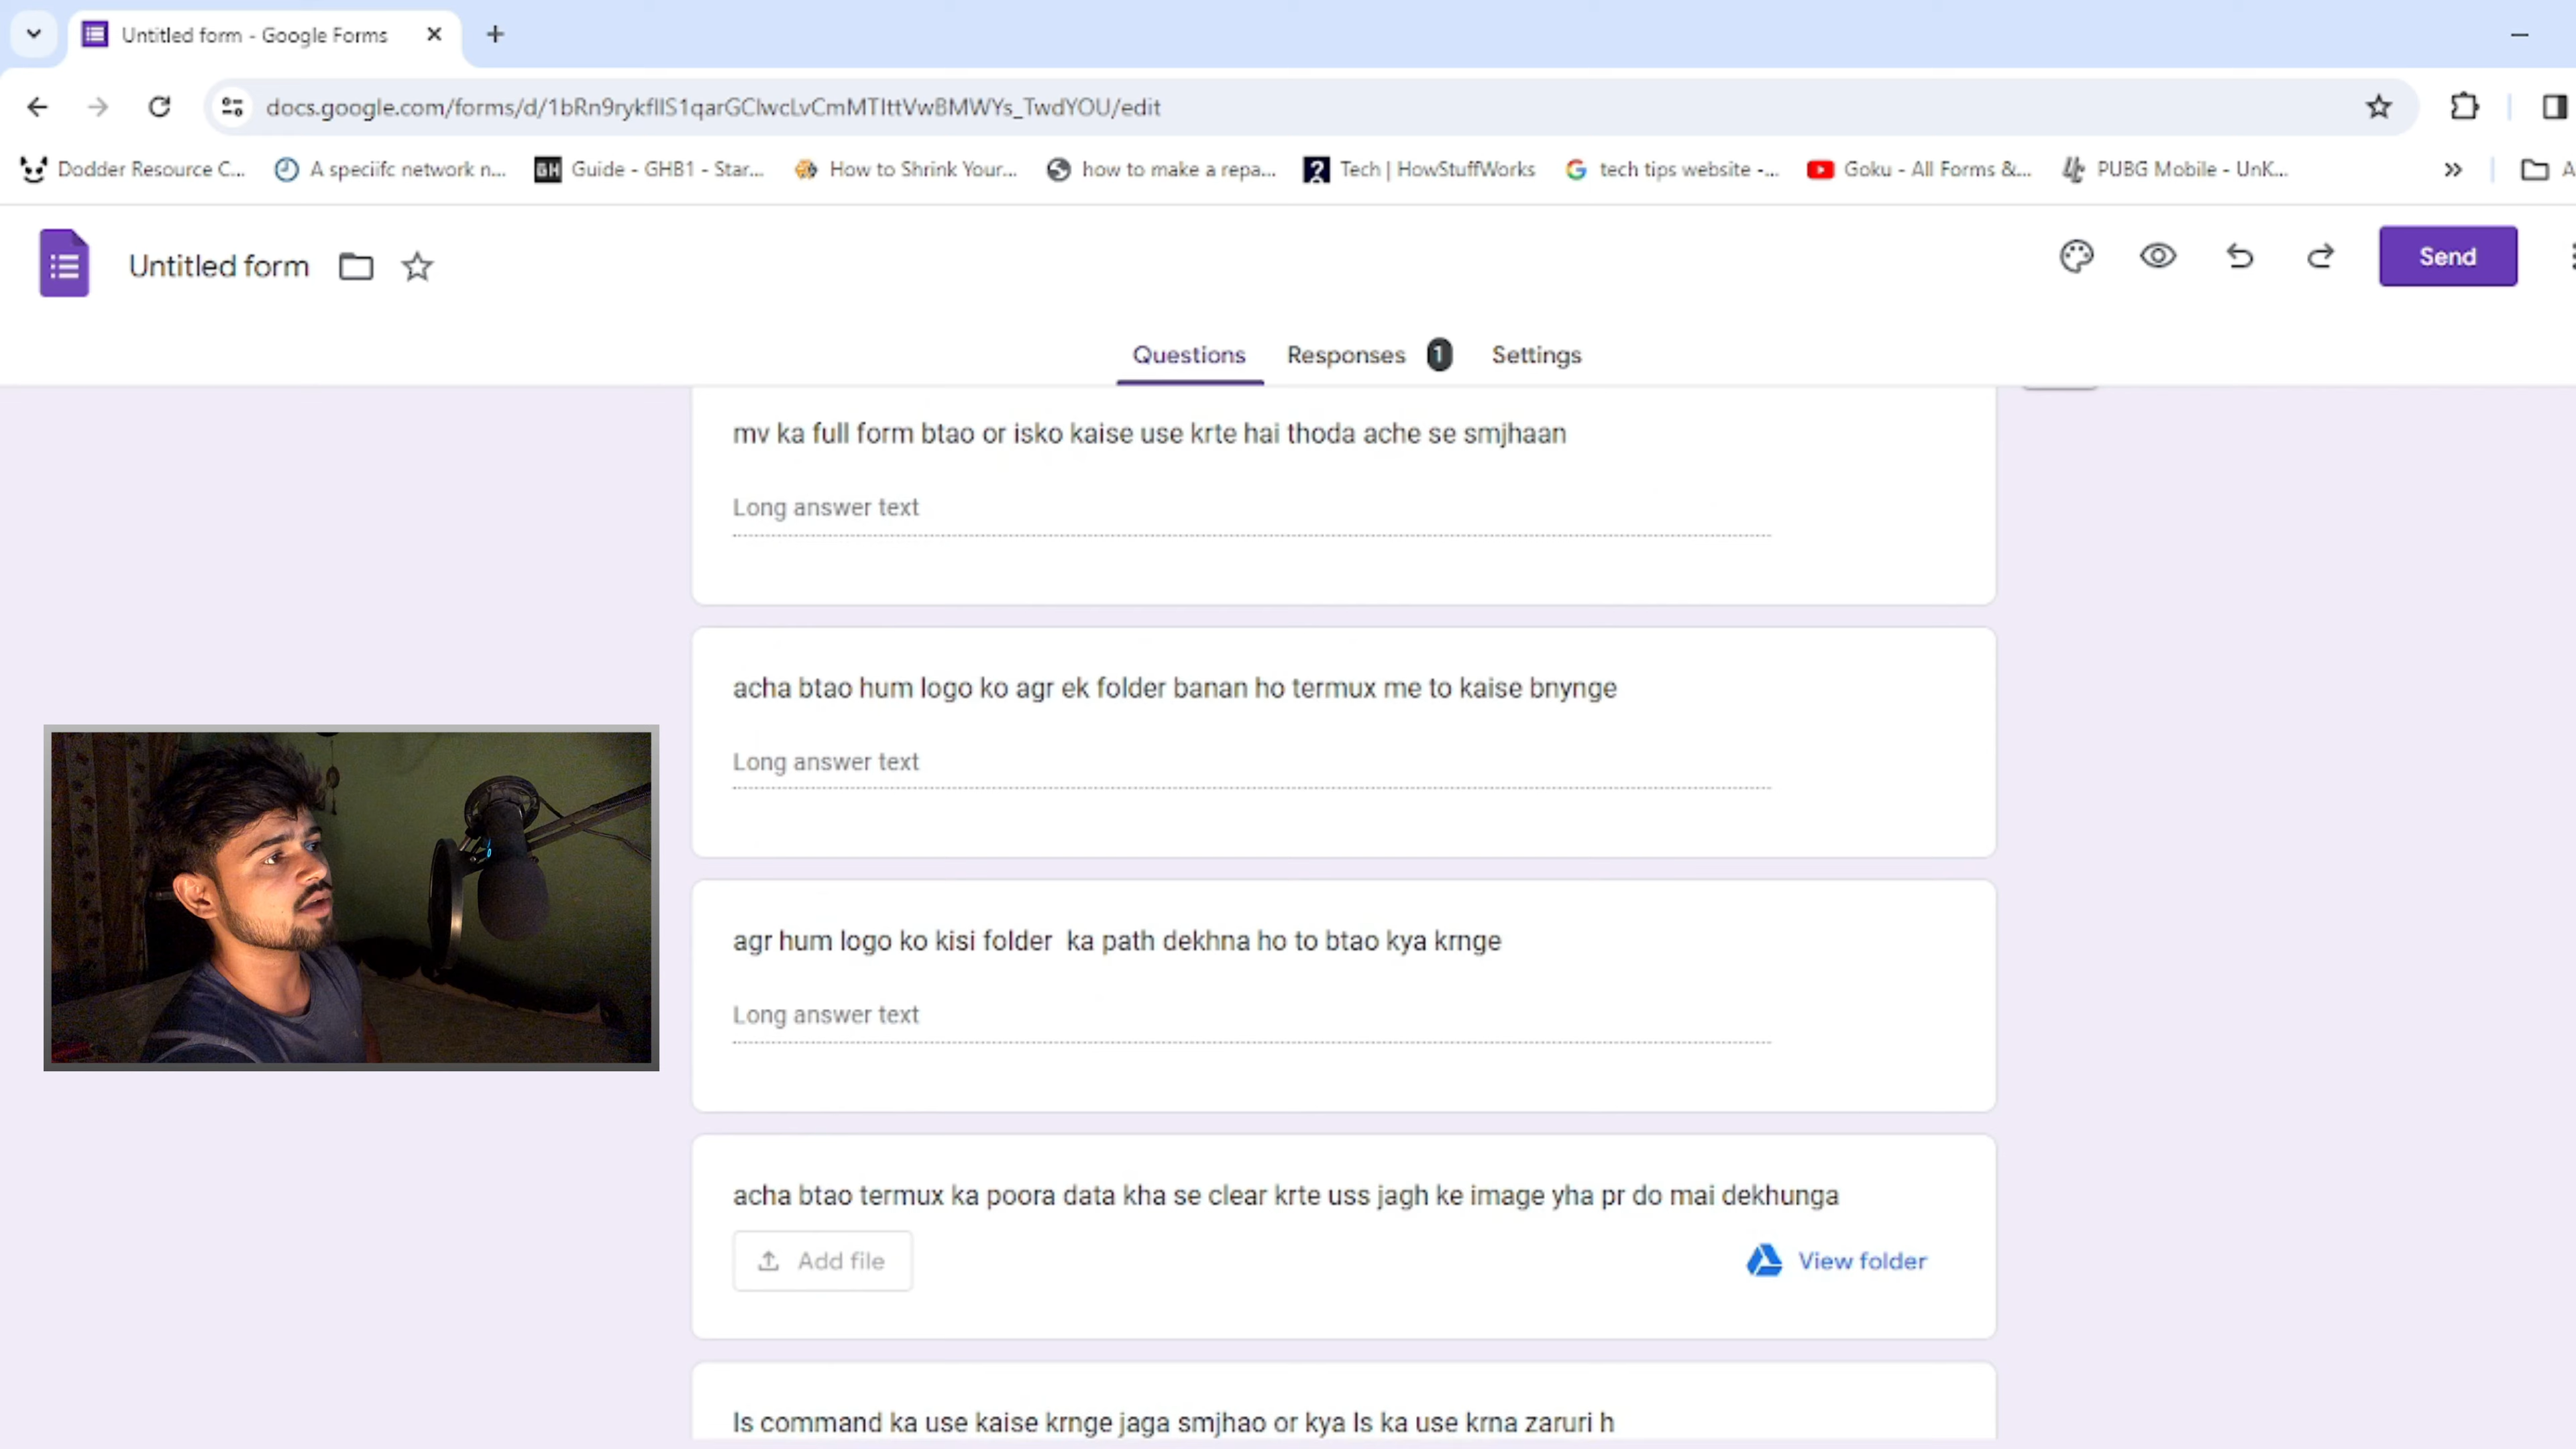 Untitled form - Google Forms
docs.google.com/forms/d/1bRn9rykflIS1qarGClwcLvCmMTIttVwBMWYs_TwdYOU/edit
Dodder Resource C...
A speciifc network n...
GH
Guide - GHB1 - Star...
How to Shrink Your...
how to make a repa...
Tech | HowStuffWorks
tech tips website -...
Goku - All Forms &...
PUBG Mobile - UnK...
A
Untitled form
Send
Questions
Responses 1
Settings
mv ka full form btao or isko kaise use krte hai thoda ache se smjhaan
Long answer text
acha btao hum logo ko agr ek folder banan ho termux me to kaise bnynge
Long answer text
agr hum logo ko kisi folder ka path dekhna ho to btao kya krnge
Long answer text
acha btao termux ka poora data kha se clear krte uss jagh ke image yha pr do mai dekhunga
Add file
View folder
ls command ka use kaise krnge jaga smjhao or kya ls ka use krna zaruri h